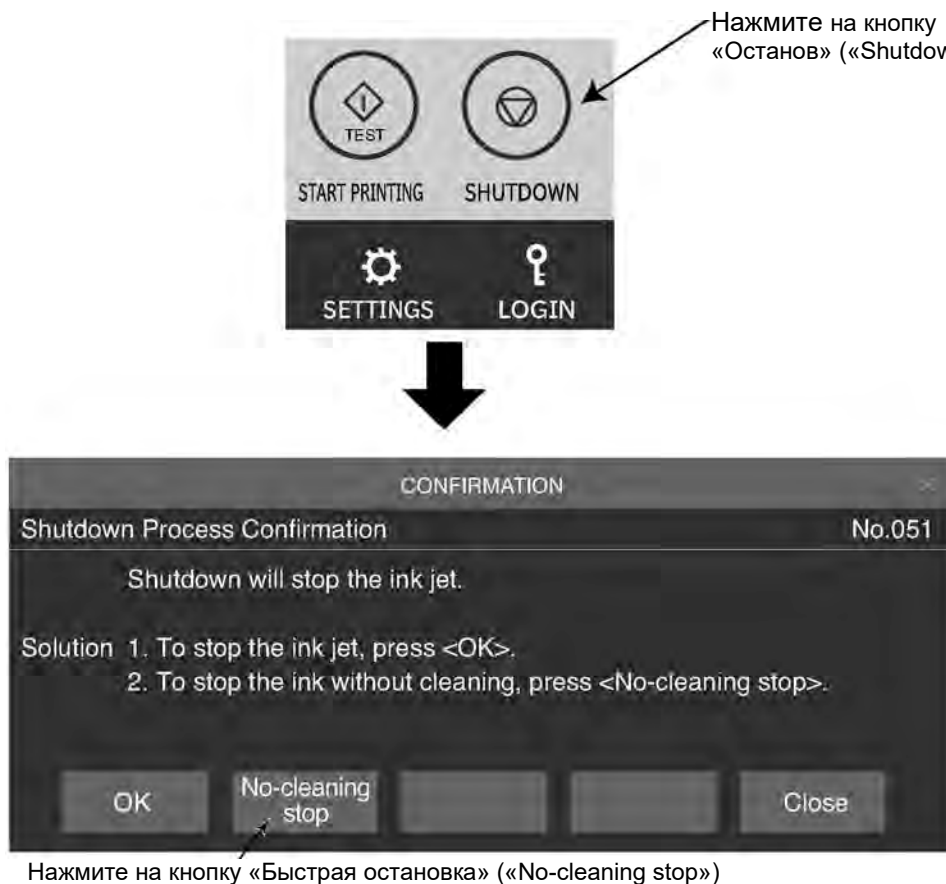 Нажмите на кнопку
«Останов» («Shutdow
TEST
START PRINTING SHUTDOWN
SETTINGS LOGIN
CONFIRMATION
Shutdown Process Confirmation No.051
Shutdown will stop the ink jet.
Solution 1. To stop the ink jet, press <OK>.
2. To stop the ink without cleaning, press <No-cleaning stop>.
OK No-cleaning stop Close
Нажмите на кнопку «Быстрая остановка» («No-cleaning stop»)